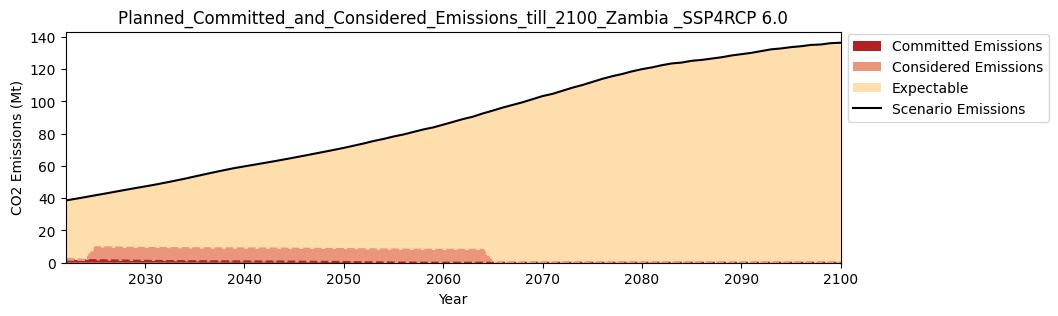 Planned_Committed_and_Considered_Emissions_till_2100_Zambia _SSP4RCP 6.0
CO2 Emissions (Mt)
140
120
100
80
60
40
20
0
2030 2040 2050 2060 2070 2080 2090 2100
Year
Committed Emissions
Considered Emissions
Expectable
Scenario Emissions